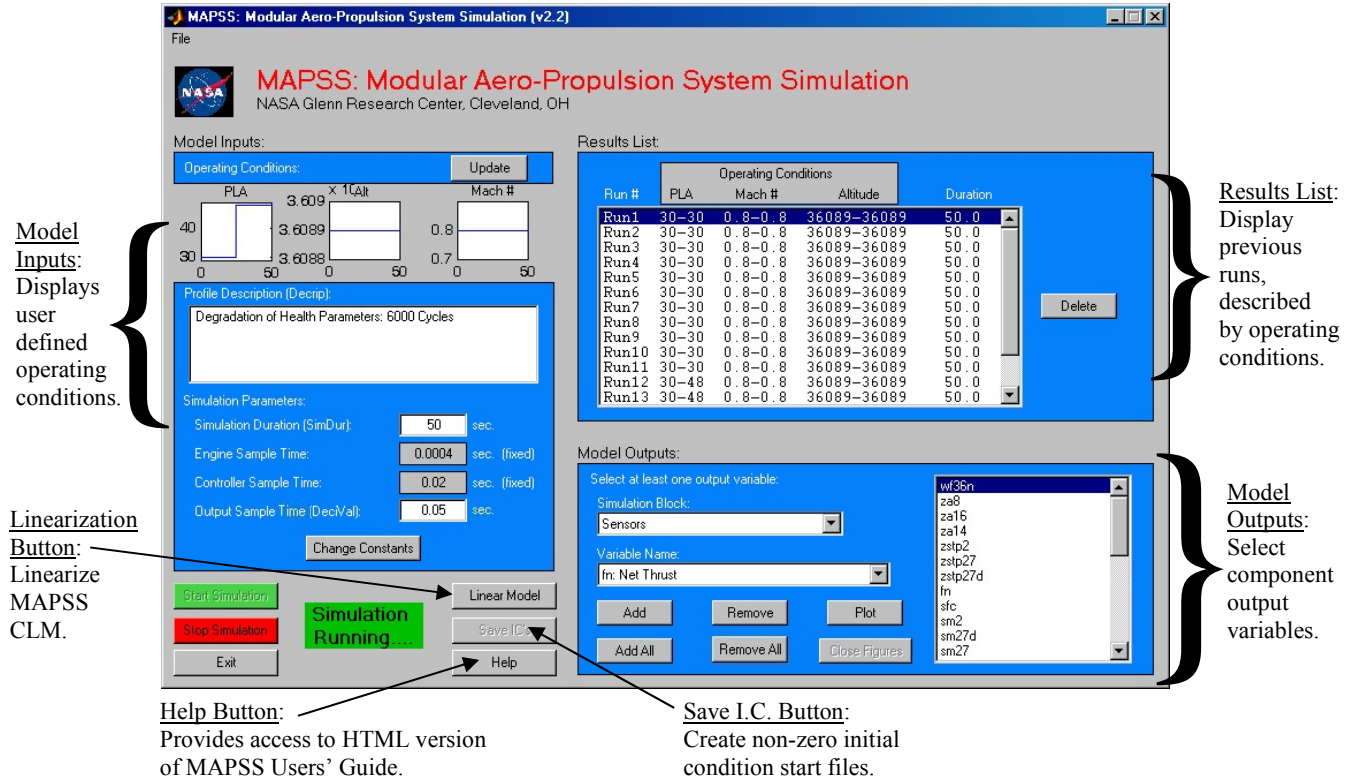 MAPSS: Modular Aero-Propulsion System Simulation (v2.2)
File
NASA
MAPSS: Modular Aero-Propulsion System Simulation
NASA Glenn Research Center, Cleveland, OH
Model Inputs:
Operating Conditions:
Update
PLA
x 10
Alt
Mach #
40
30
0
50
3.609
3.6089
3.6088
0
50
0.8
0.7
0
50
Profile Description (Decrip):
Degradation of Health Parameters: 6000 Cycles
Simulation Parameters:
Simulation Duration (SimDur): 50 sec.
Engine Sample Time: 0.0004 sec. (fixed)
Controller Sample Time: 0.02 sec. (fixed)
Output Sample Time (DeciVal): 0.05 sec.
Change Constants
Start Simulation
Stop Simulation
Exit
Simulation
Running....
Linear Model
Save IC's
Help
Results List:
Operating Conditions
Run # PLA Mach # Altitude Duration
Run1 30-30 0.8-0.8 36089-36089 50.0
Run2 30-30 0.8-0.8 36089-36089 50.0
Run3 30-30 0.8-0.8 36089-36089 50.0
Run4 30-30 0.8-0.8 36089-36089 50.0
Run5 30-30 0.8-0.8 36089-36089 50.0
Run6 30-30 0.8-0.8 36089-36089 50.0
Run7 30-30 0.8-0.8 36089-36089 50.0
Run8 30-30 0.8-0.8 36089-36089 50.0
Run9 30-30 0.8-0.8 36089-36089 50.0
Run10 30-30 0.8-0.8 36089-36089 50.0
Run11 30-30 0.8-0.8 36089-36089 50.0
Run12 30-48 0.8-0.8 36089-36089 50.0
Run13 30-48 0.8-0.8 36089-36089 50.0
Delete
Model Outputs:
Select at least one output variable:
Simulation Block:
Sensors
Variable Name:
fn: Net Thrust
Add
Remove
Plot
Add All
Remove All
Close Figures
wf36n
za8
za16
za14
zstp2
zstp27
zstp27d
fn
sfc
sm2
sm27d
sm27
Model
Inputs:
Displays
user
defined
operating
conditions.
Linearization
Button:
Linearize
MAPSS
CLM.
Results List:
Display
previous
runs,
described
by operating
conditions.
Model
Outputs:
Select
component
output
variables.
Help Button:
Provides access to HTML version
of MAPSS Users' Guide.
Save I.C. Button:
Create non-zero initial
condition start files.